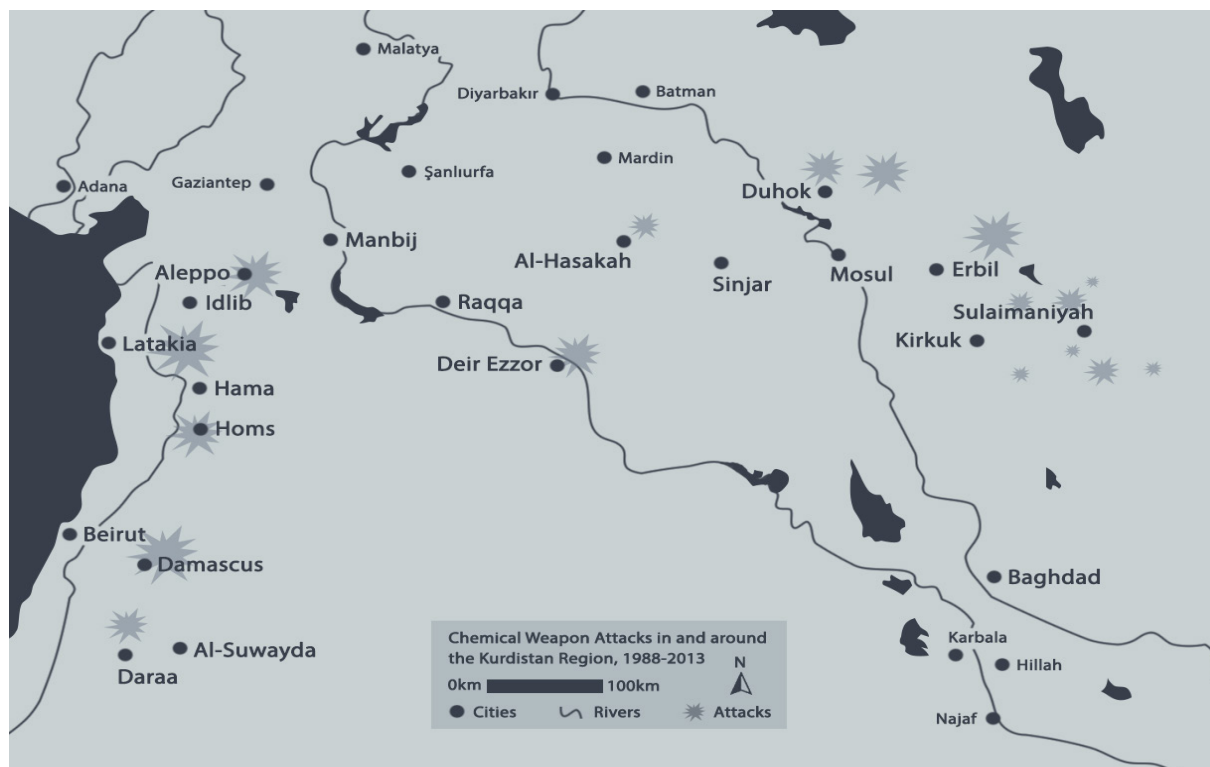 Malatya
Diyarbakır
Batman
Mardin
Şanlıurfa
Gaziantep
Adana
Duhok
Manbij
Al-Hasakah
Sinjar
Mosul
Erbil
Aleppo
Idlib
Raqqa
Sulaimaniyah
Kirkuk
Latakia
Deir Ezzor
Hama
Homs
Beirut
Damascus
Baghdad
Al-Suwayda
Daraa
Karbala
Hillah
Najaf
Chemical Weapon Attacks in and around
the Kurdistan Region, 1988-2013
N
0km 100km
Cities Rivers Attacks